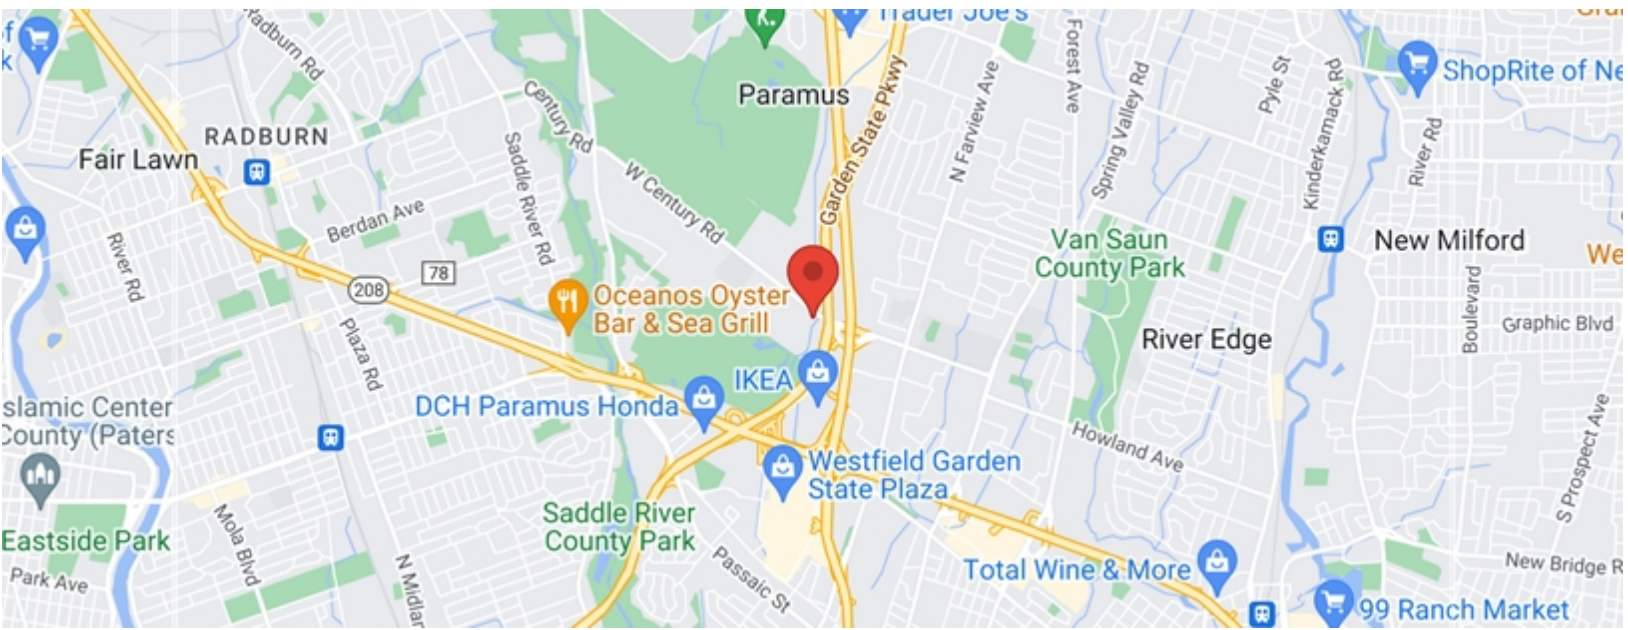 Trader Joe's
Radburn Rd
Paramus
ShopRite of Ne
Century Rd
Garden State Pkwy
N Farview Ave
Forest Ave
Spring Valley Rd
Pyle St
Kinderkamack Rd
River Rd
RADBURN
Fair Lawn
Saddle River Rd
W Century Rd
Berdan Ave
River Rd
78
208
Van Saun
County Park
New Milford
We
Oceanos Oyster
Bar & Sea Grill
River Edge
Boulevard
Graphic Blvd
Plaza Rd
IKEA
DCH Paramus Honda
slamic Center
County (Paters
Howland Ave
S Prospect Ave
Westfield Garden
State Plaza
Saddle River
County Park
Eastside Park
Park Ave
Mola Blvd
N Midlan
Passaic St
Total Wine & More
New Bridge R
99 Ranch Market